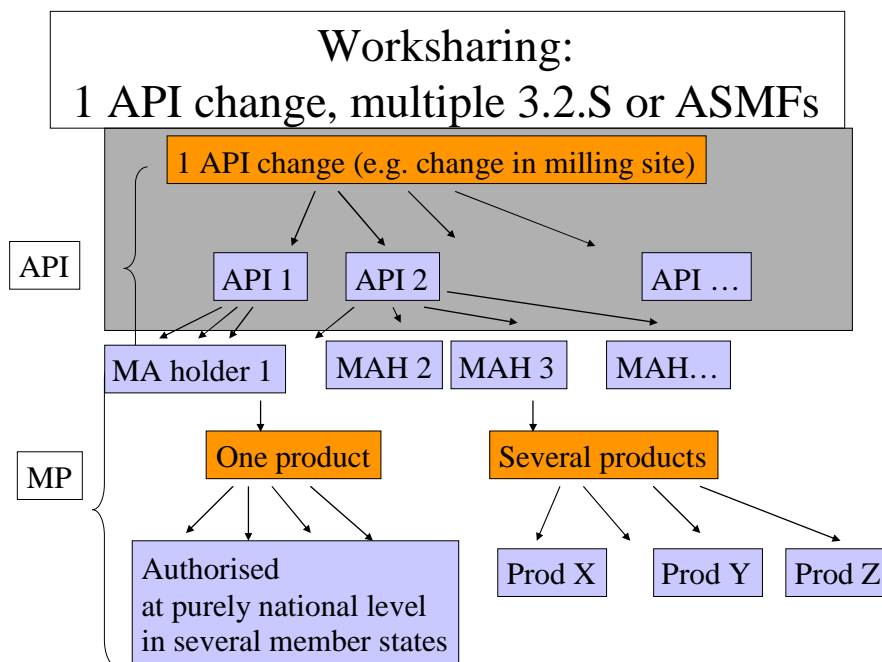 Worksharing:
1 API change, multiple 3.2.S or ASMFs
1 API change (e.g. change in milling site)
API
API 1
API 2
API …
MA holder 1
MAH 2
MAH 3
MAH…
MP
One product
Several products
Authorised
at purely national level
in several member states
Prod X
Prod Y
Prod Z